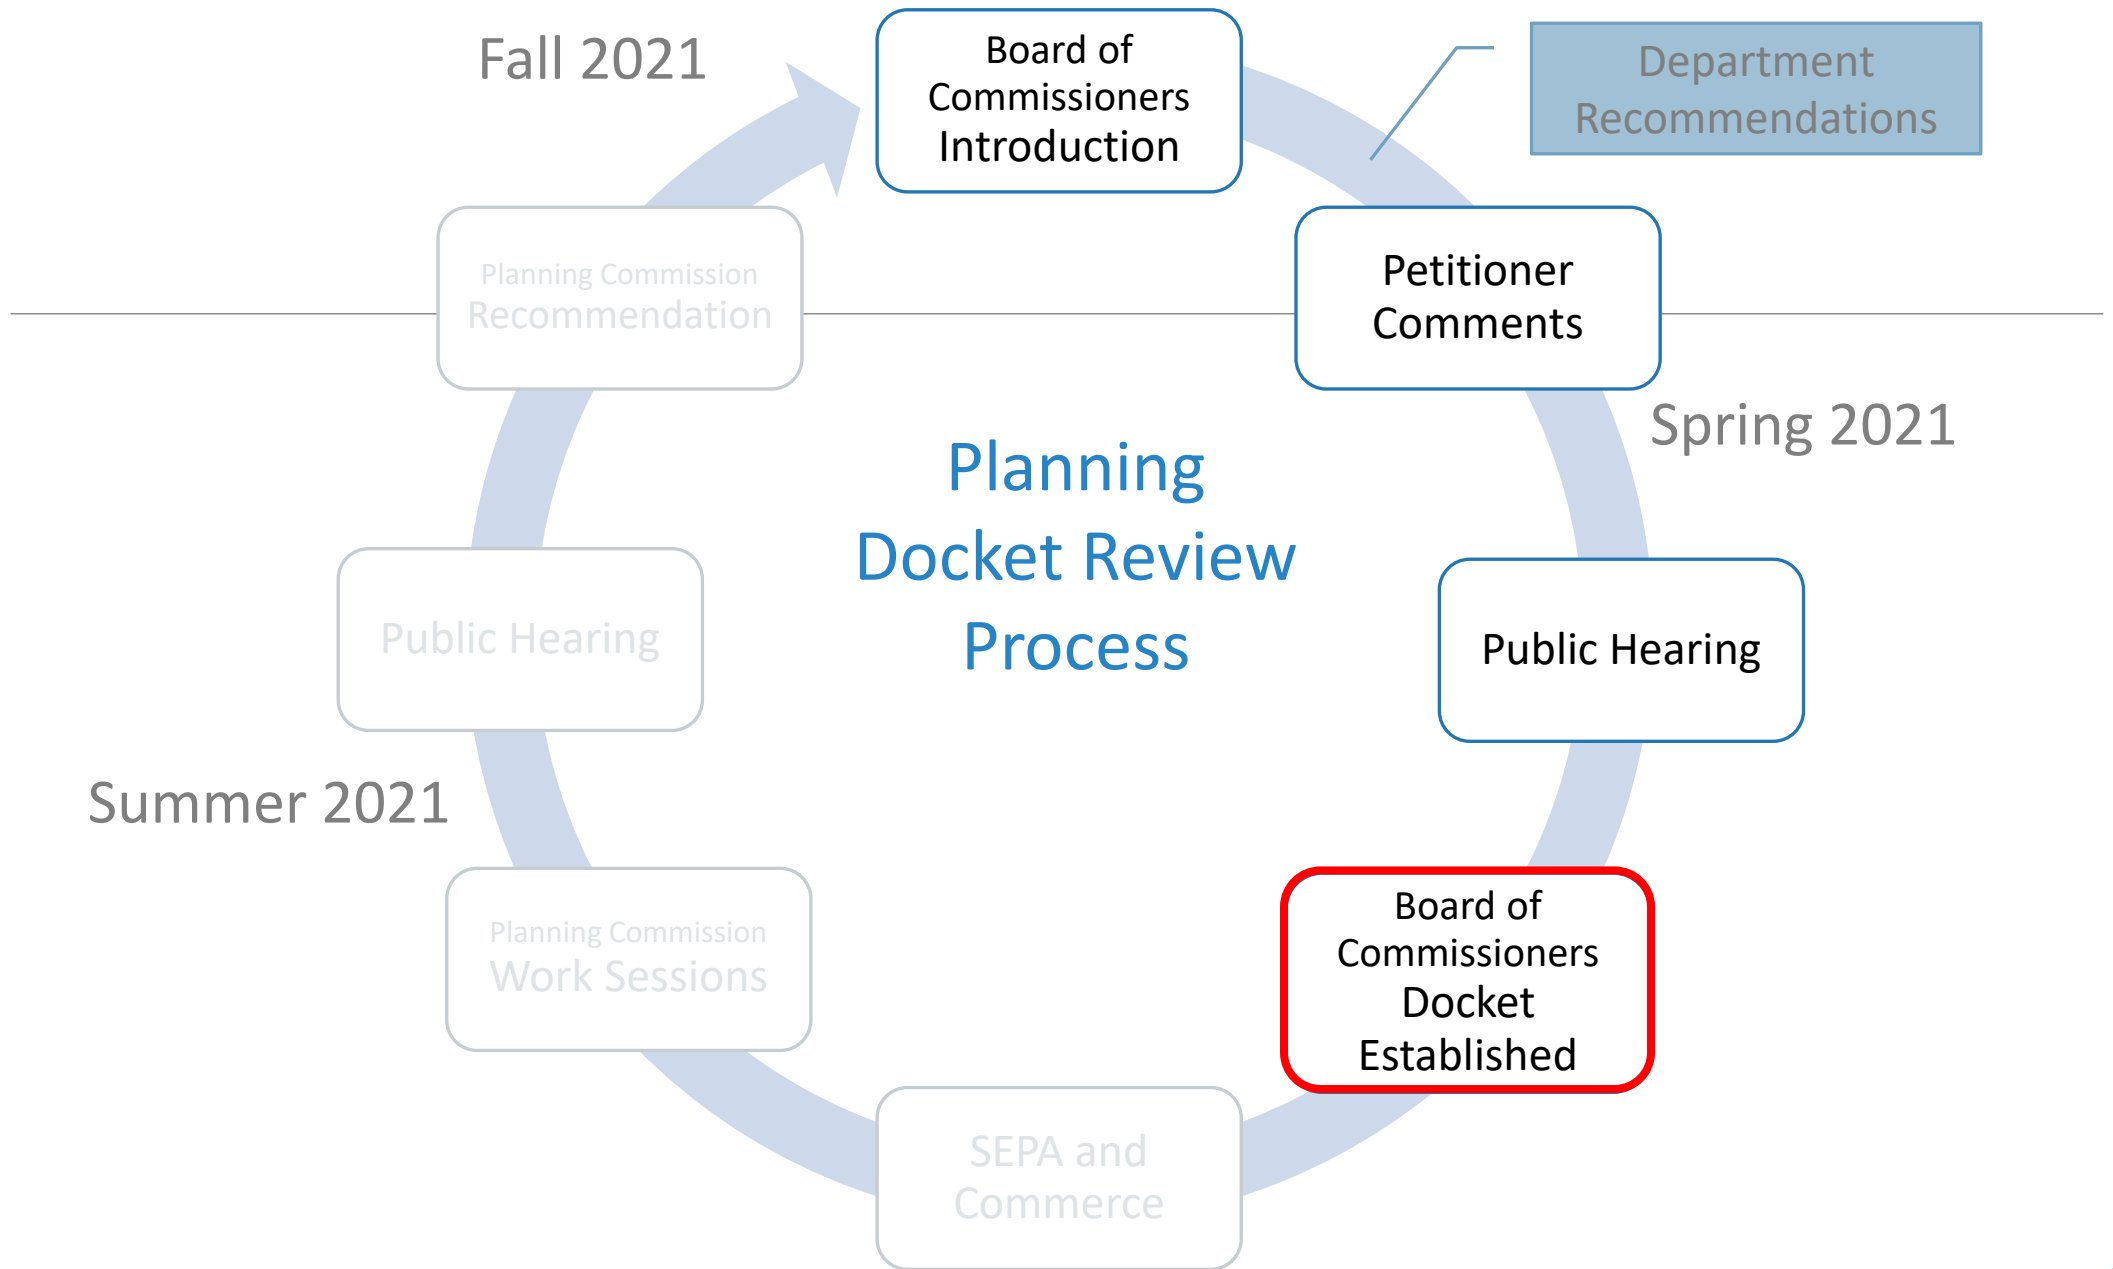 Fall 2021
Board of
Commissioners
Introduction
Department
Recommendations
Planning Commission
Recommendation
Petitioner
Comments
Spring 2021
Planning
Docket Review
Process
Public Hearing
Public Hearing
Summer 2021
Planning Commission
Work Sessions
Board of
Commissioners
Docket
Established
SEPA and
Commerce